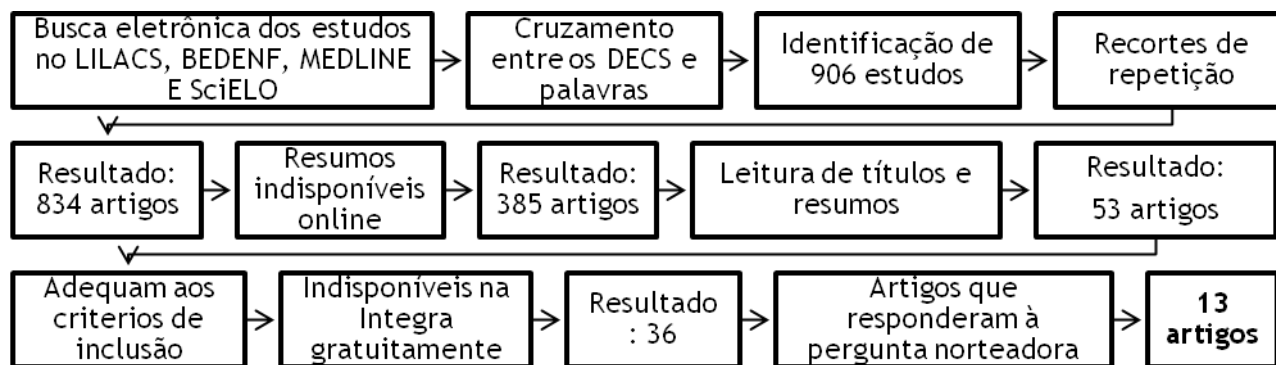 Busca eletrônica dos estudos
no LILACS, BEDENF, MEDLINE
E SciELO
Cruzamento
entre os DECS e
palavras
Identificação de
906 estudos
Recortes de
repetição
Resultado:
834 artigos
Resumos
indisponíveis
online
Resultado:
385 artigos
Leitura de títulos e
resumos
Resultado:
53 artigos
Adequam aos
criterios de
inclusão
Indisponíveis na
Integra
gratuitamente
Resultado
: 36
Artigos que
responderam à
pergunta norteadora
13
artigos